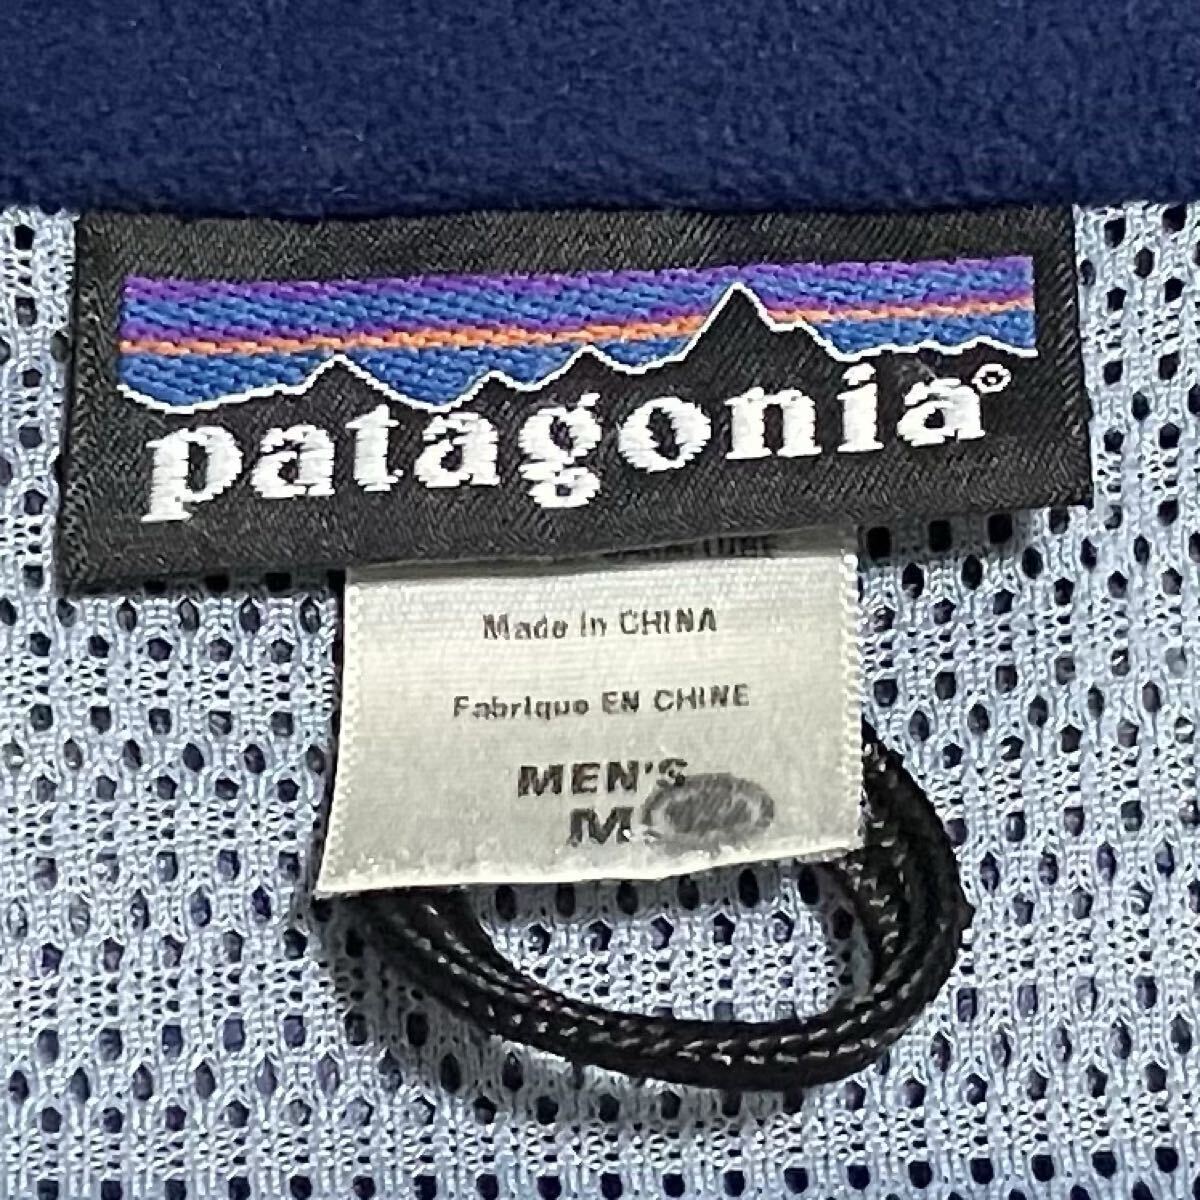 patagonia®
Made in CHINA
Fabrique EN CHINE
MEN'S
M